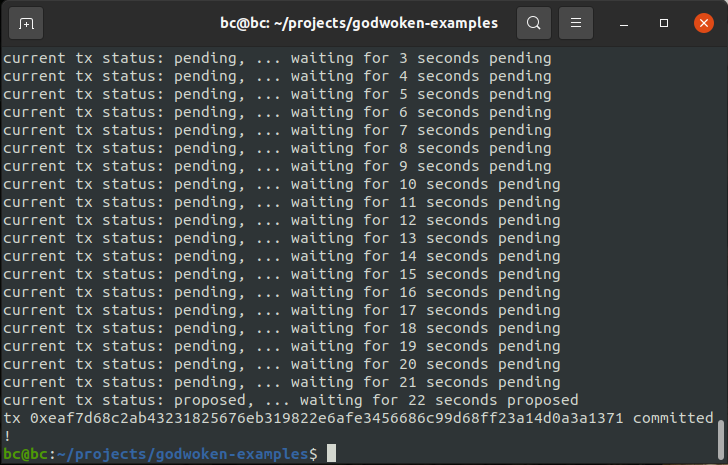 bc@bc: ~/projects/godwoken-examples
current tx status: pending, ... waiting for 3 seconds pending
current tx status: pending, ... waiting for 4 seconds pending
current tx status: pending, ... waiting for 5 seconds pending
current tx status: pending, ... waiting for 6 seconds pending
current tx status: pending, ... waiting for 7 seconds pending
current tx status: pending, ... waiting for 8 seconds pending
current tx status: pending, ... waiting for 9 seconds pending
current tx status: pending, ... waiting for 10 seconds pending
current tx status: pending, ... waiting for 11 seconds pending
current tx status: pending, ... waiting for 12 seconds pending
current tx status: pending, ... waiting for 13 seconds pending
current tx status: pending, ... waiting for 14 seconds pending
current tx status: pending, ... waiting for 15 seconds pending
current tx status: pending, ... waiting for 16 seconds pending
current tx status: pending, ... waiting for 17 seconds pending
current tx status: pending, ... waiting for 18 seconds pending
current tx status: pending, ... waiting for 19 seconds pending
current tx status: pending, ... waiting for 20 seconds pending
current tx status: pending, ... waiting for 21 seconds pending
current tx status: proposed, ... waiting for 22 seconds proposed
tx 0xeaf7d68c2ab43231825676eb319822e6afe3456686c99d68ff23a14d0a3a1371 committed
!
bc@bc:~/projects/godwoken-examples$